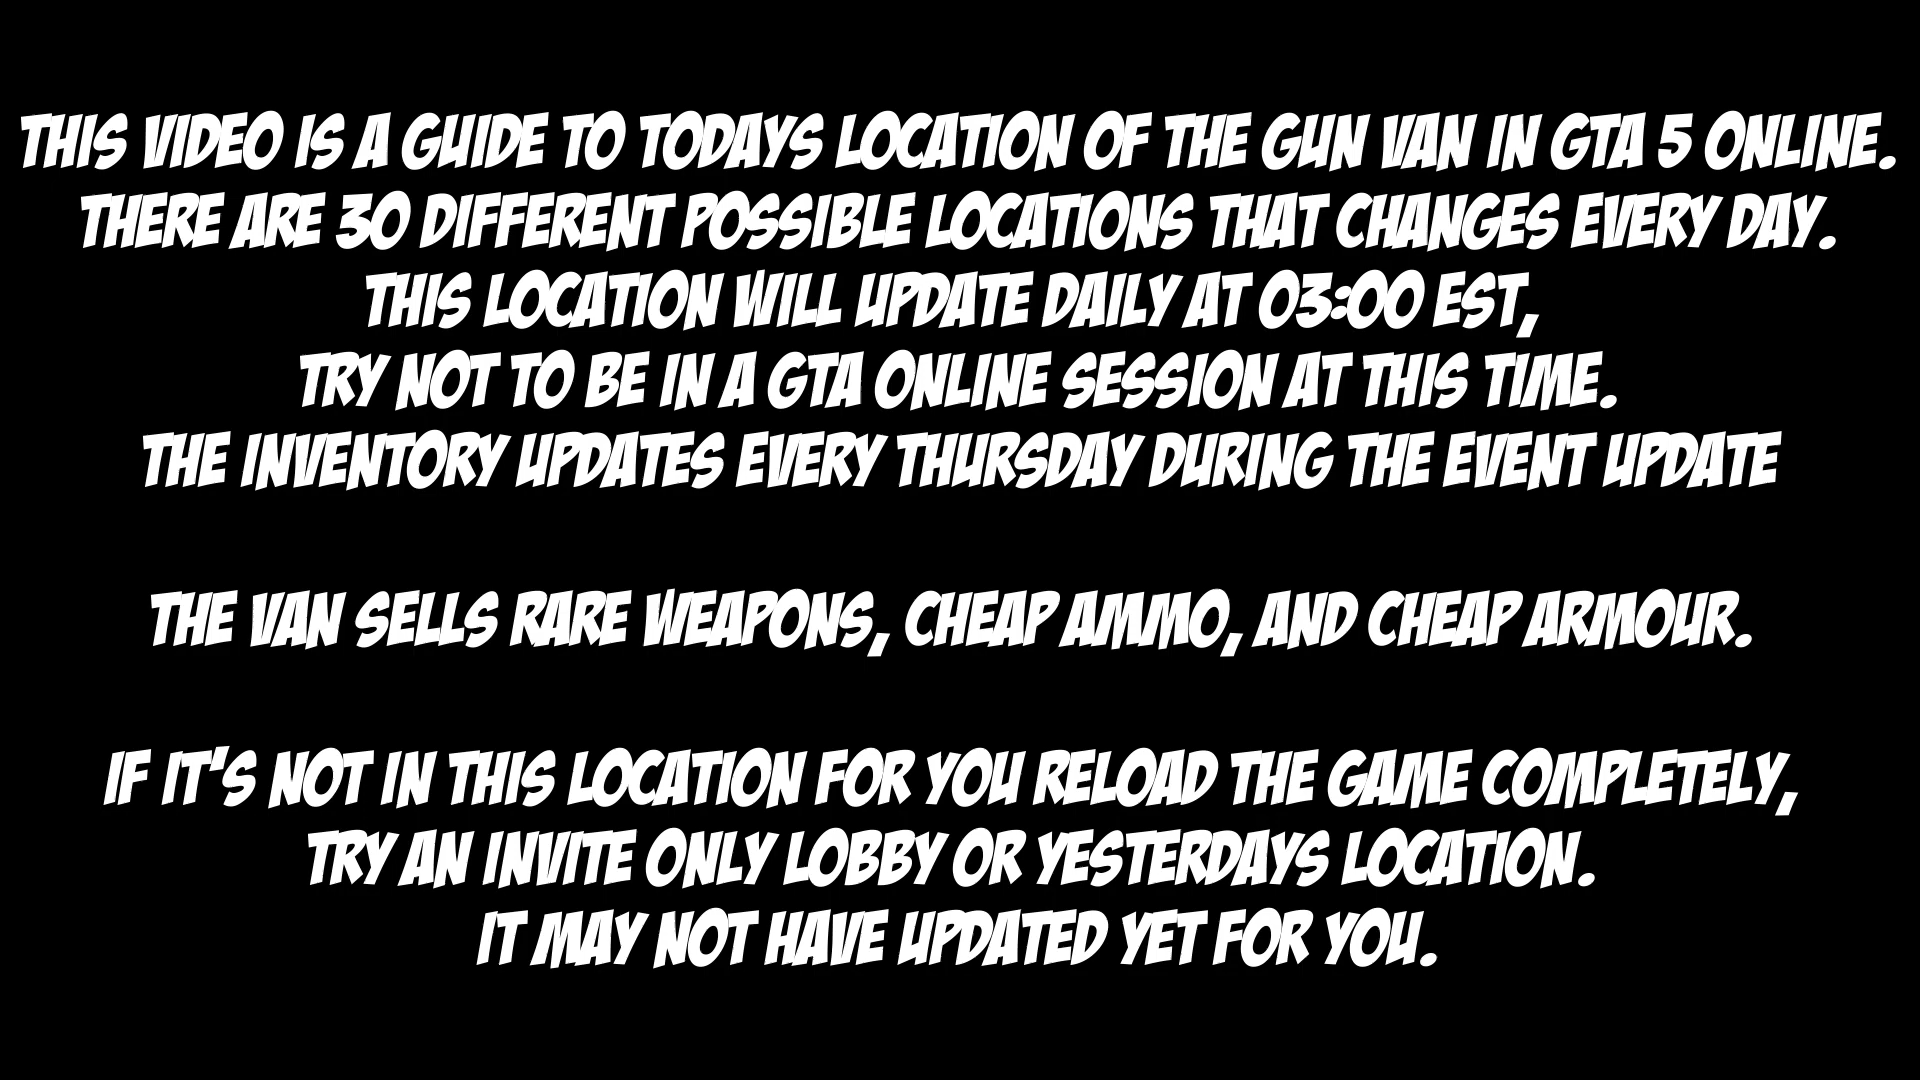 THIS VIDEO IS A GUIDE TO TODAYS LOCATION OF THE GUN VAN IN GTA 5 ONLINE.
THERE ARE 30 DIFFERENT POSSIBLE LOCATIONS THAT CHANGES EVERY DAY.
THIS LOCATION WILL UPDATE DAILY AT 03:00 EST,
TRY NOT TO BE IN A GTA ONLINE SESSION AT THIS TIME.
THE INVENTORY UPDATES EVERY THURSDAY DURING THE EVENT UPDATE
THE VAN SELLS RARE WEAPONS, CHEAP AMMO, AND CHEAP ARMOUR.
IF IT'S NOT IN THIS LOCATION FOR YOU RELOAD THE GAME COMPLETELY,
TRY AN INVITE ONLY LOBBY OR YESTERDAYS LOCATION.
IT MAY NOT HAVE UPDATED YET FOR YOU.